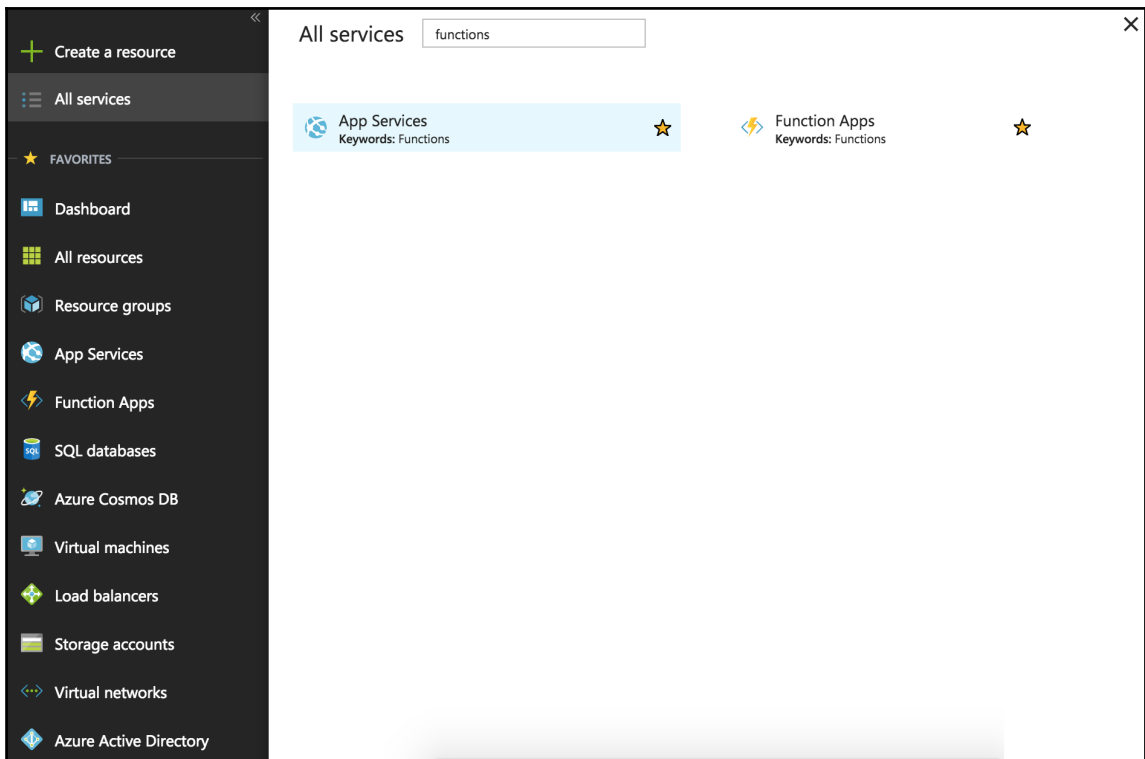 «
Create a resource
All services
FAVORITES
Dashboard
All resources
Resource groups
App Services
Function Apps
SQL
SQL databases
Azure Cosmos DB
Virtual machines
Load balancers
Storage accounts
Virtual networks
Azure Active Directory
All services functions
App Services
Keywords: Functions
Function Apps
Keywords: Functions